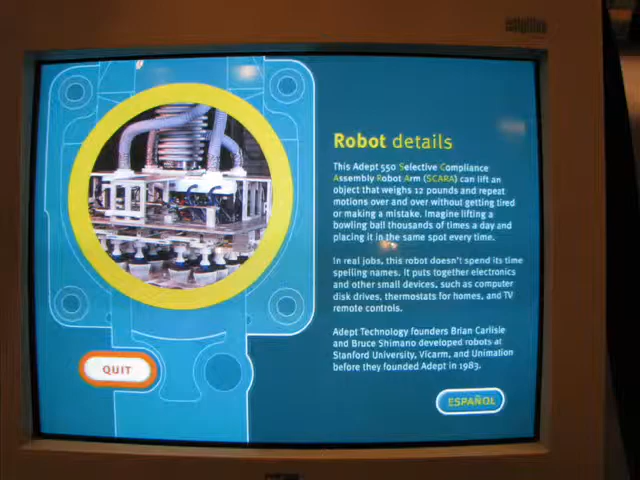 Robot details
This Adept 550 Selective Compliance
Assembly Robot Arm (SCARA) can lift an
object that weighs 12 pounds and repeat
motions over and over without getting tired
or making a mistake. Imagine lifting a
bowling ball thousands of times a day and
placing it in the same spot every time.
In real jobs, this robot doesn't spend its time
spelling names. It puts together electronics
and other small devices, such as computer
disk drives, thermostats for homes, and TV
remote controls.
Adept Technology founders Brian Carlisle
and Bruce Shimano developed robots at
Stanford University, Vicarm, and Unimation
before they founded Adept in 1983.
QUIT
ESPAÑOL